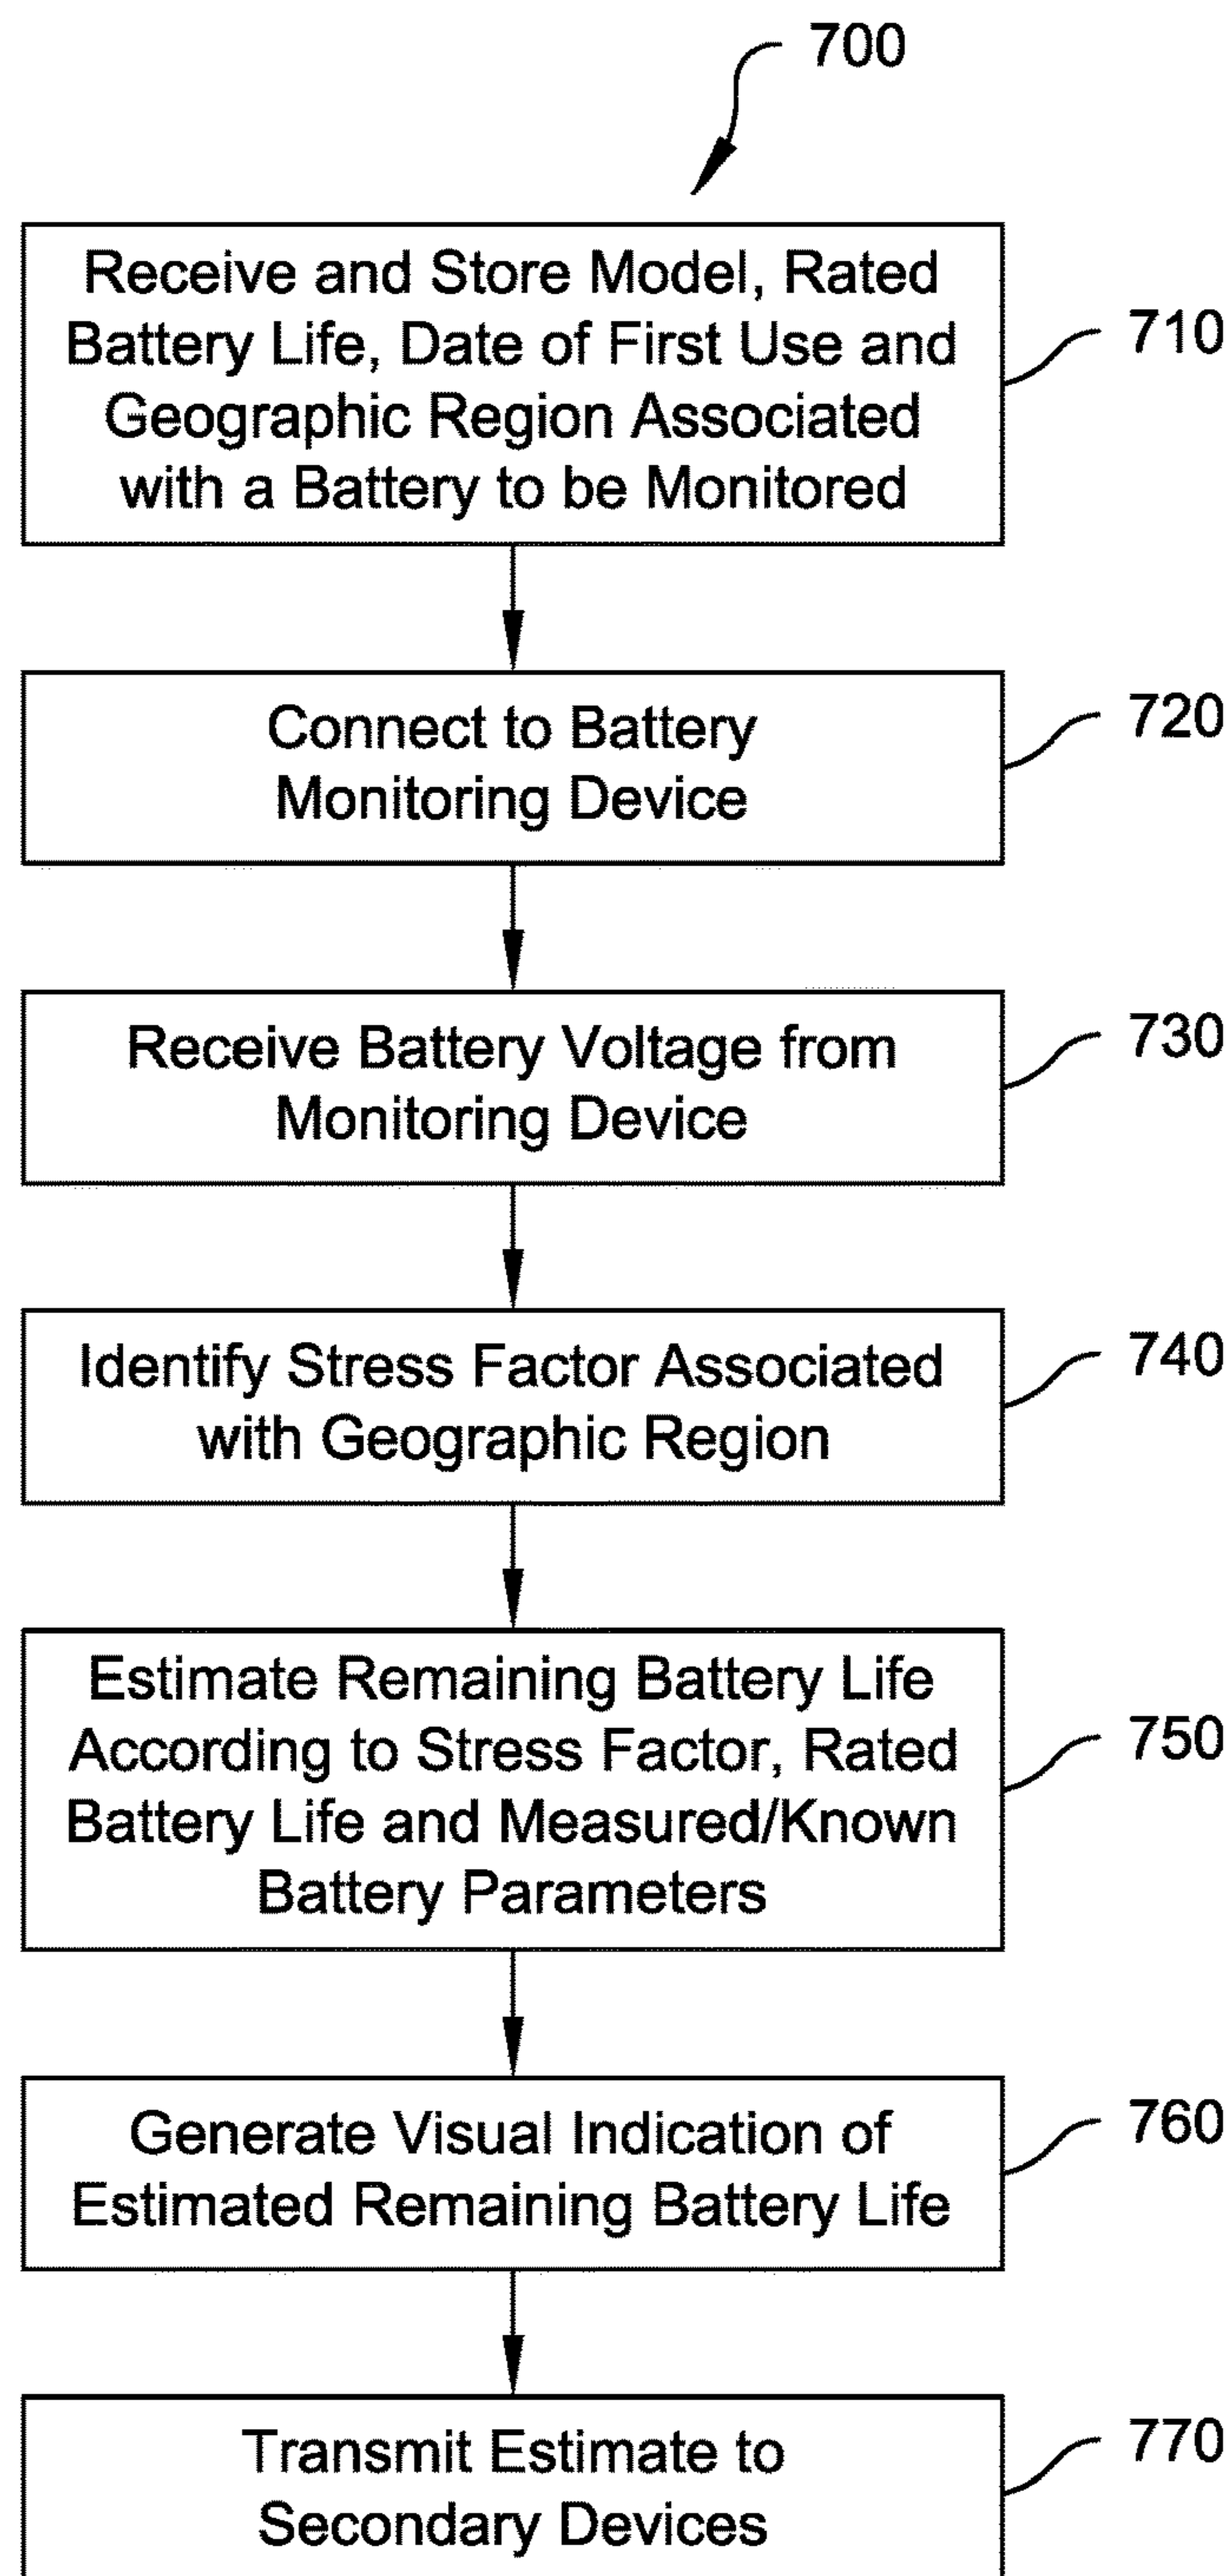 700
Receive and Store Model, Rated
Battery Life, Date of First Use and
Geographic Region Associated
with a Battery to be Monitored
710
Connect to Battery
Monitoring Device
720
Receive Battery Voltage from
Monitoring Device
730
Identify Stress Factor Associated
with Geographic Region
740
Estimate Remaining Battery Life
According to Stress Factor, Rated
Battery Life and Measured/Known
Battery Parameters
750
Generate Visual Indication of
Estimated Remaining Battery Life
760
Transmit Estimate to
Secondary Devices
770